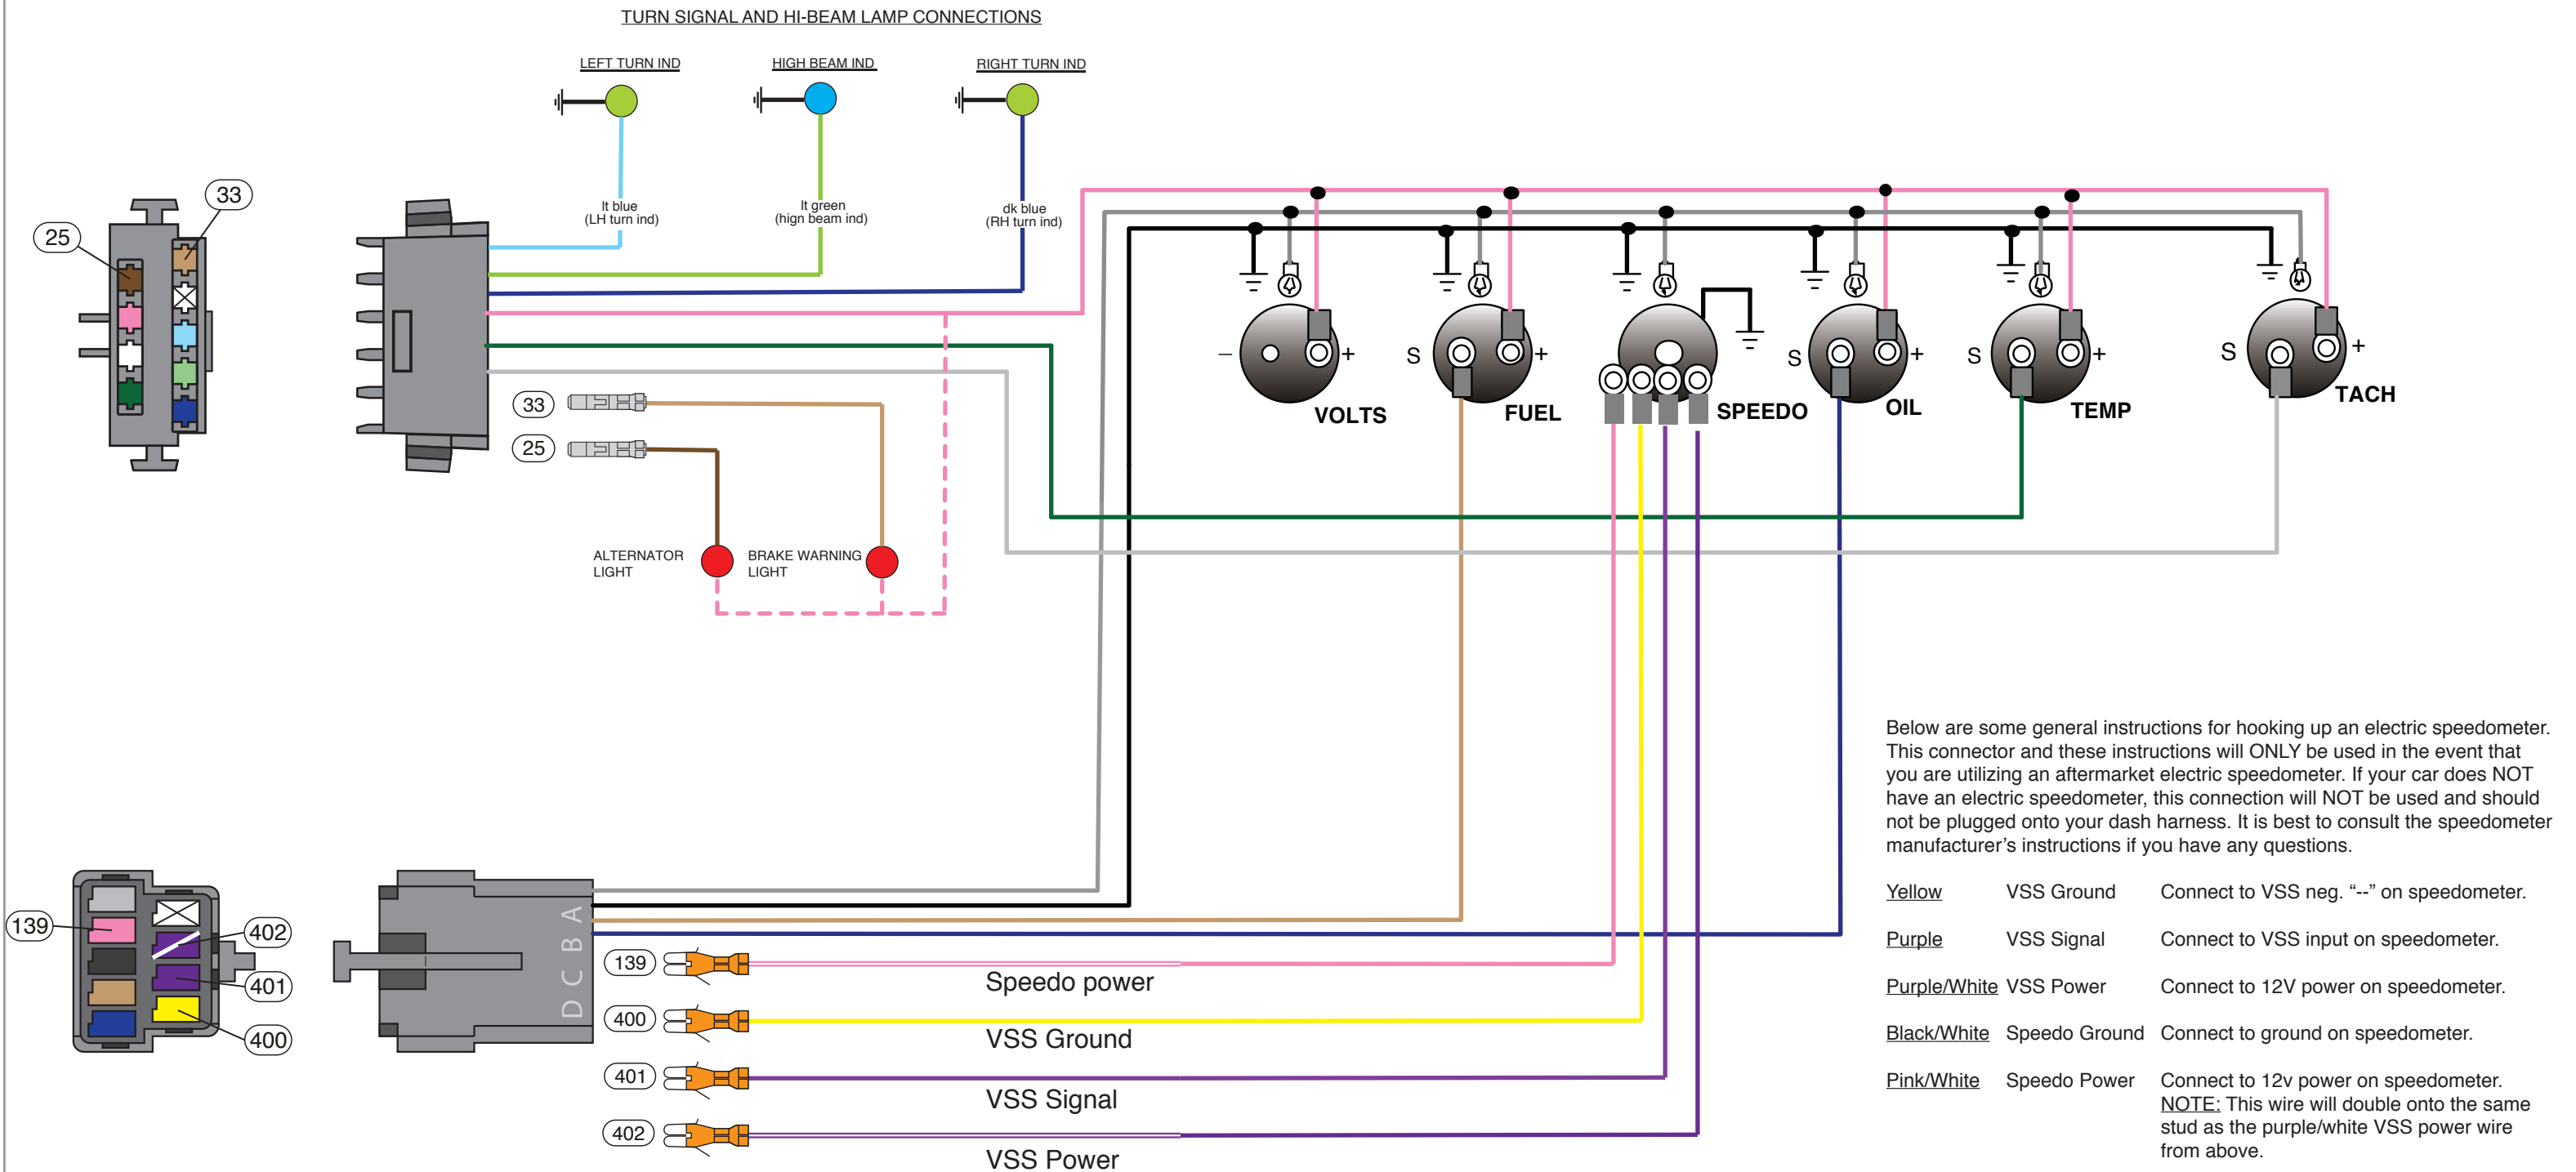 TURN SIGNAL AND HI-BEAM LAMP CONNECTIONS
LEFT TURN IND
HIGH BEAM IND
RIGHT TURN IND
lt blue
(LH turn ind)
lt green
(hign beam ind)
dk blue
(RH turn ind)
33
25
33
25
ALTERNATOR
LIGHT
BRAKE WARNING
LIGHT
– +
VOLTS
S +
FUEL
SPEEDO
S +
OIL
S +
TEMP
S +
TACH
139
402
401
400
D C B A
139
Speedo power
400
VSS Ground
401
VSS Signal
402
VSS Power
Below are some general instructions for hooking up an electric speedometer.
This connector and these instructions will ONLY be used in the event that
you are utilizing an aftermarket electric speedometer. If your car does NOT
have an electric speedometer, this connection will NOT be used and should
not be plugged onto your dash harness. It is best to consult the speedometer
manufacturer’s instructions if you have any questions.
Yellow VSS Ground Connect to VSS neg. “--” on speedometer.
Purple VSS Signal Connect to VSS input on speedometer.
Purple/White VSS Power Connect to 12V power on speedometer.
Black/White Speedo Ground Connect to ground on speedometer.
Pink/White Speedo Power Connect to 12v power on speedometer.
NOTE: This wire will double onto the same
stud as the purple/white VSS power wire
from above.